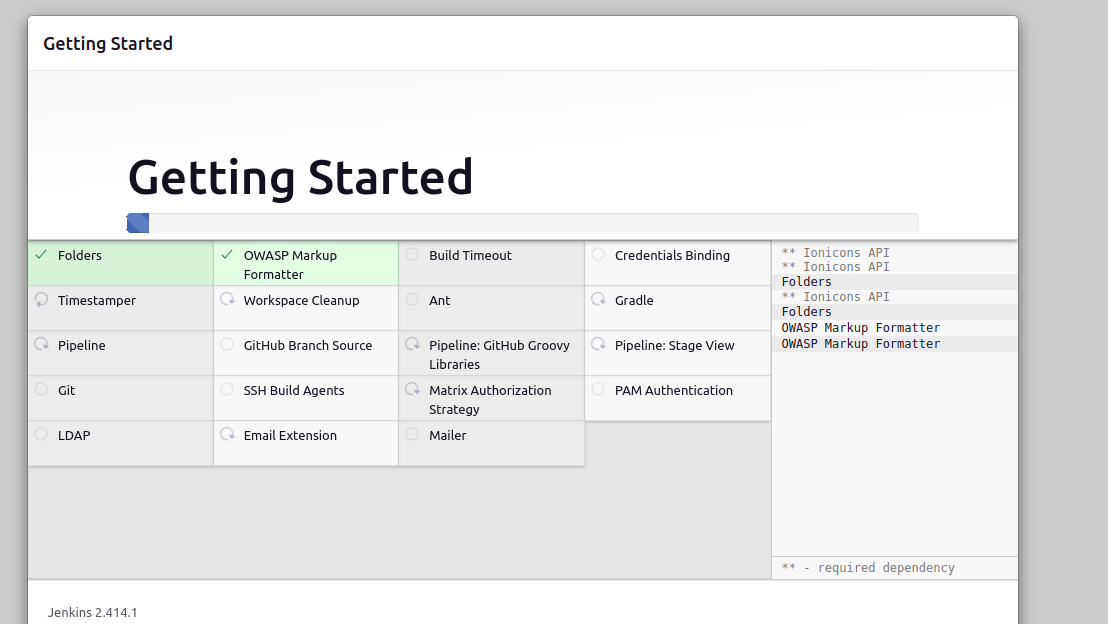 Getting Started
Getting Started
Folders
OWASP Markup
Formatter
Build Timeout
Credentials Binding
Timestamper
Workspace Cleanup
Ant
Gradle
Pipeline
GitHub Branch Source
Pipeline: GitHub Groovy
Libraries
Pipeline: Stage View
Git
SSH Build Agents
Matrix Authorization
Strategy
PAM Authentication
LDAP
Email Extension
Mailer
** Ionicons API
** Ionicons API
Folders
** Ionicons API
Folders
OWASP Markup Formatter
OWASP Markup Formatter
** - required dependency
Jenkins 2.414.1